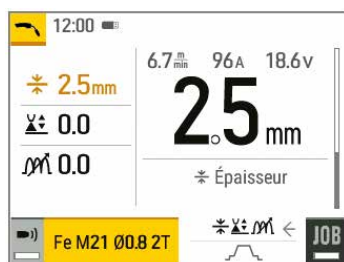 12:00
6.7 m/min 96A 18.6V
2.5mm
0.0
0.0
2.5 mm
Épaisseur
Fe M21 Ø0.8 2T
JOB